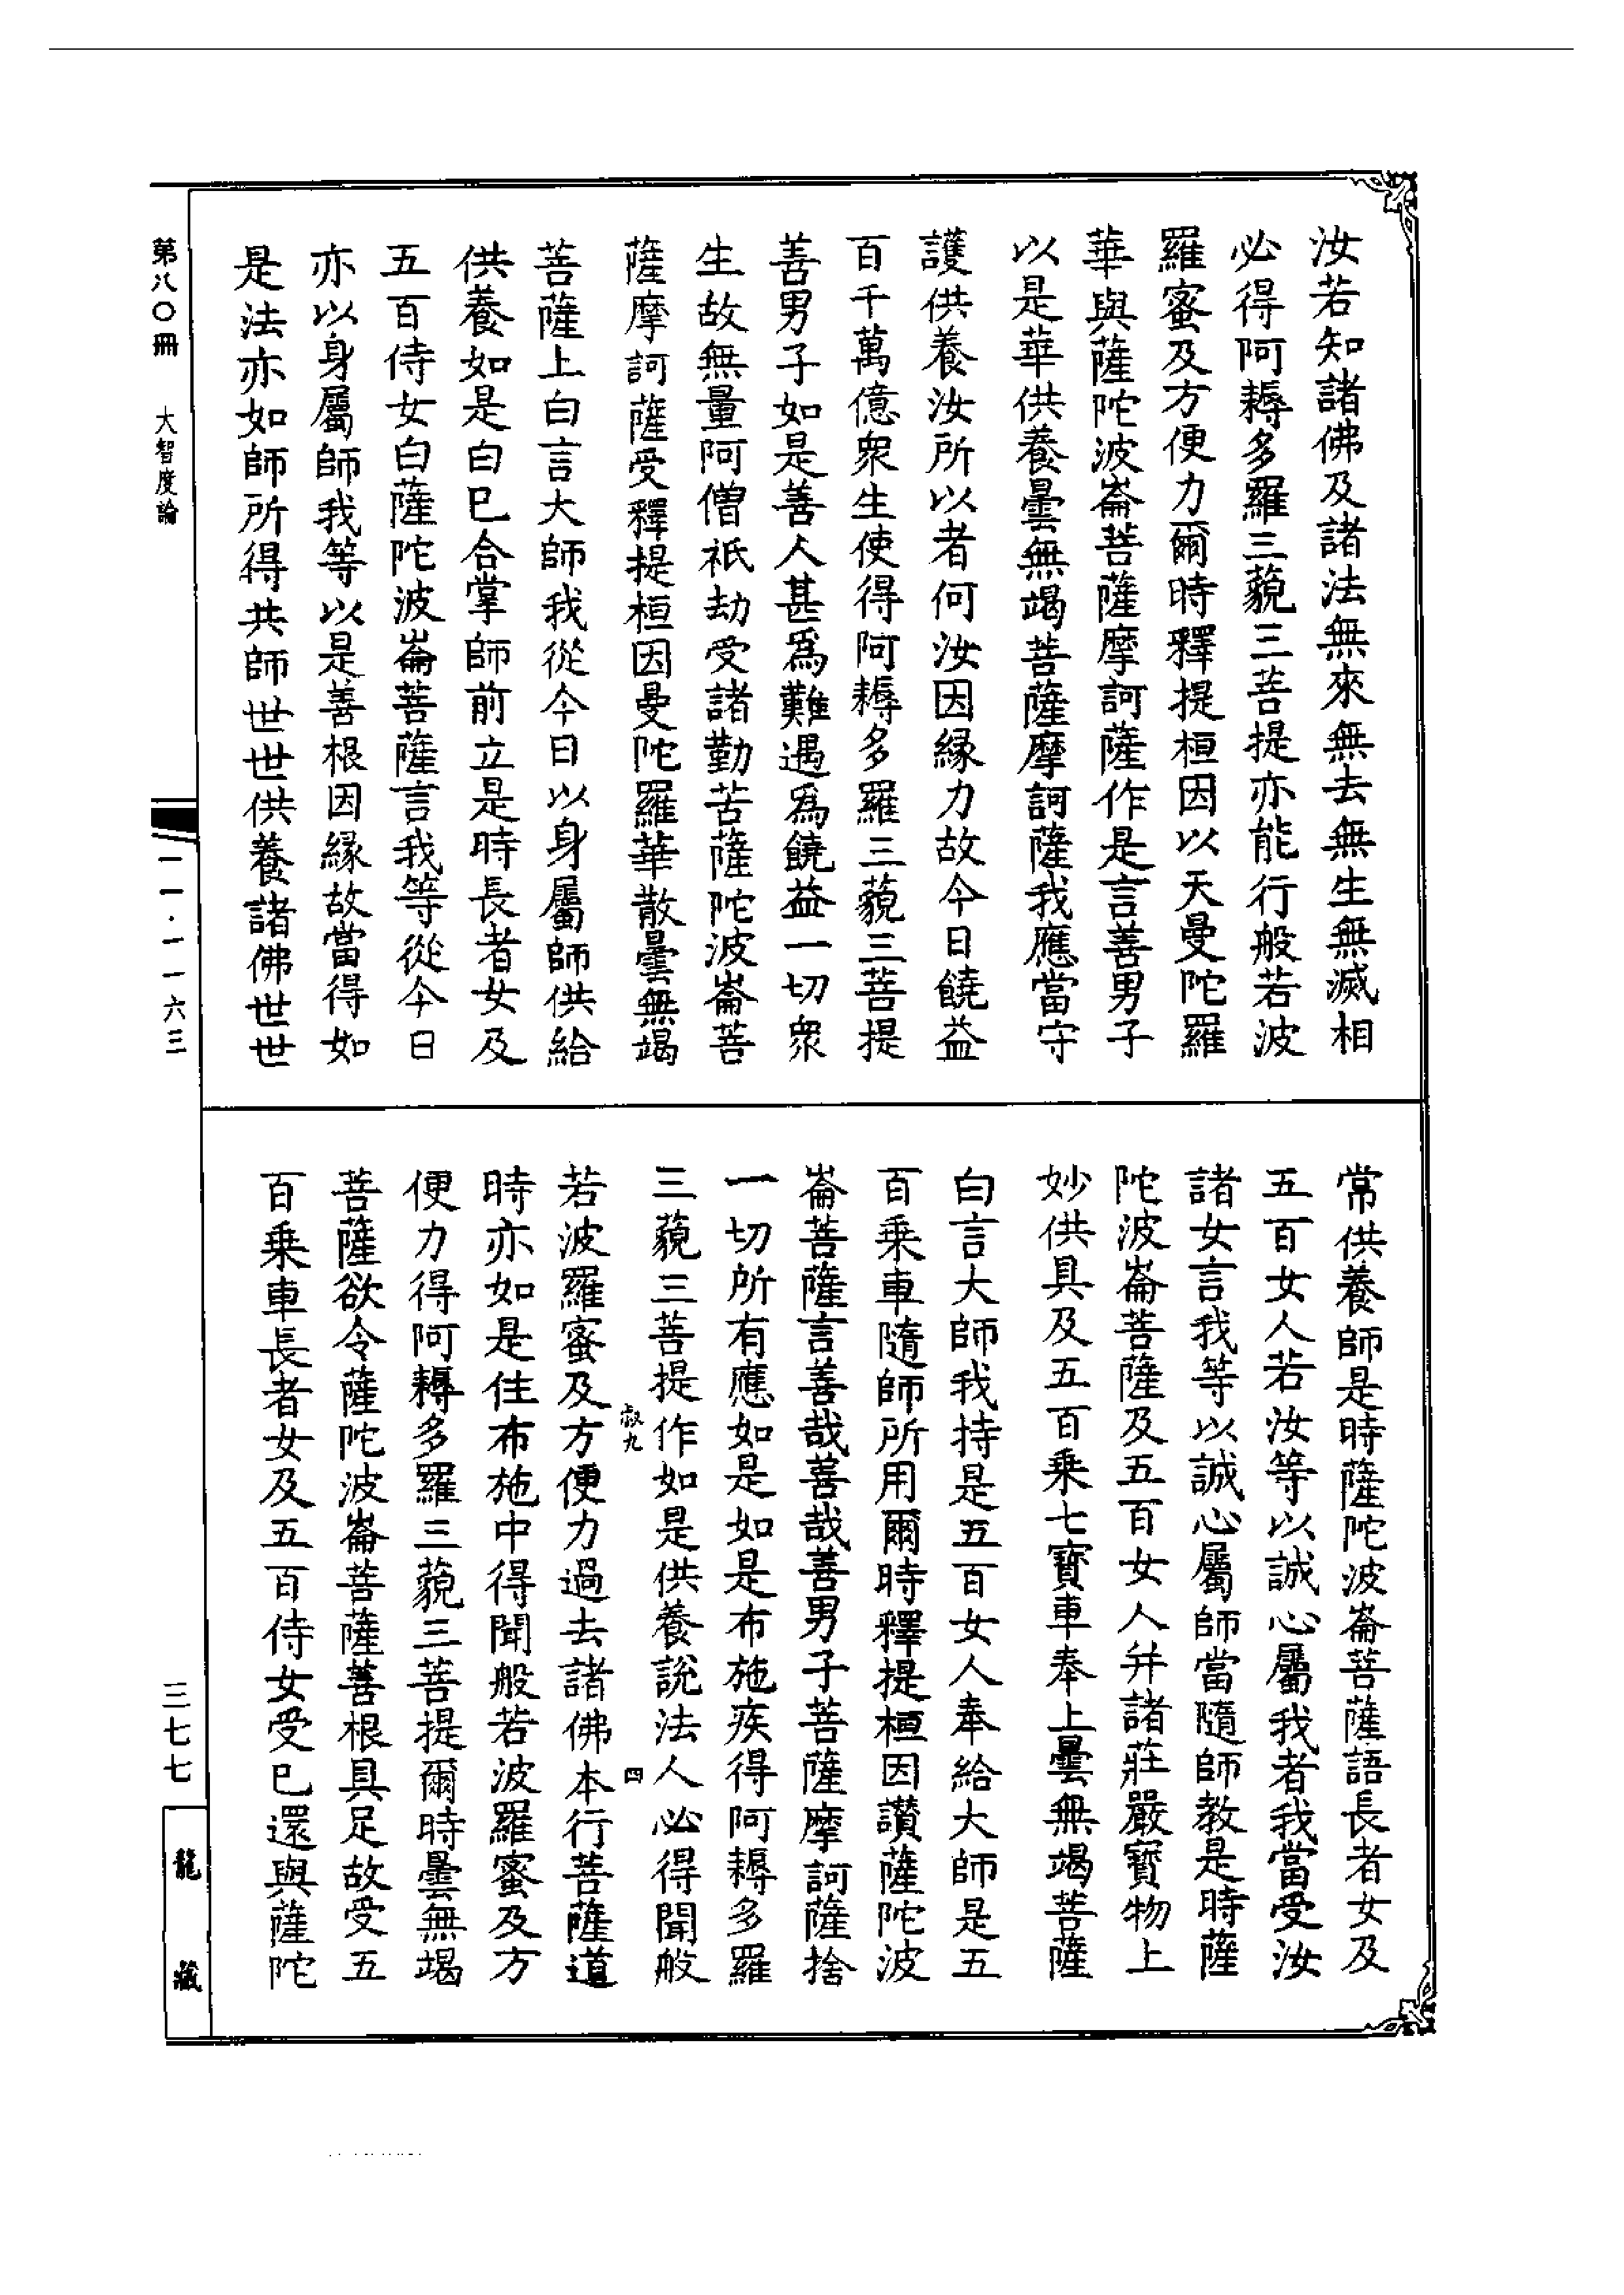 汝若知諸佛及諸法無來無去無生無滅相
必得阿耨多羅三藐三菩提亦能行般若波
羅蜜及方便力爾時釋提桓因以天曼陀羅
華與薩陀波崙菩薩摩訶薩作是言善男子
以是華供養曇無竭菩薩摩訶薩我應當守
護供養汝所以者何汝因緣力故今日饒益
百千萬億衆生使得阿耨多羅三藐三菩提
善男子如是善人甚爲難遇爲饒益一切衆
生故無量阿僧祇劫受諸勤苦薩陀波崙菩
薩摩訶薩受釋提桓因曼陀羅華散曇無竭
菩薩上白言大師我從今日以身屬師供給
供養如是白已合掌師前立是時長者女及
五百侍女白薩陀波崙菩薩言我等從今日
亦以身屬師我等以是善根因緣故當得如
是法亦如師所得共師世世供養諸佛世世
常供養師是時薩陀波崙菩薩語長者女及
五百女人若汝等以誠心屬我者我當受汝
諸女言我等以誠心屬師當隨師教是時薩
陀波崙菩薩及五百女人并諸莊嚴寶物上
妙供具及五百乘七寶車奉上曇無竭菩薩
白言大師我持是五百女人奉給大師是五
百乘車隨師所用爾時釋提桓因讚薩陀波
崙菩薩言善哉善哉善男子菩薩摩訶薩捨
一切所有應如是如是布施疾得阿耨多羅
三藐三菩提作如是供養說法人必得聞般
叔九 四
若波羅蜜及方便力過去諸佛本行菩薩道
時亦如是住布施中得聞般若波羅蜜及方
便力得阿耨多羅三藐三菩提爾時曇無竭
菩薩欲令薩陀波崙菩薩善根具足故受五
百乘車長者女及五百侍女受已還與薩陀
第八〇冊 大智度論
一一·一一六三
三七七
龍藏